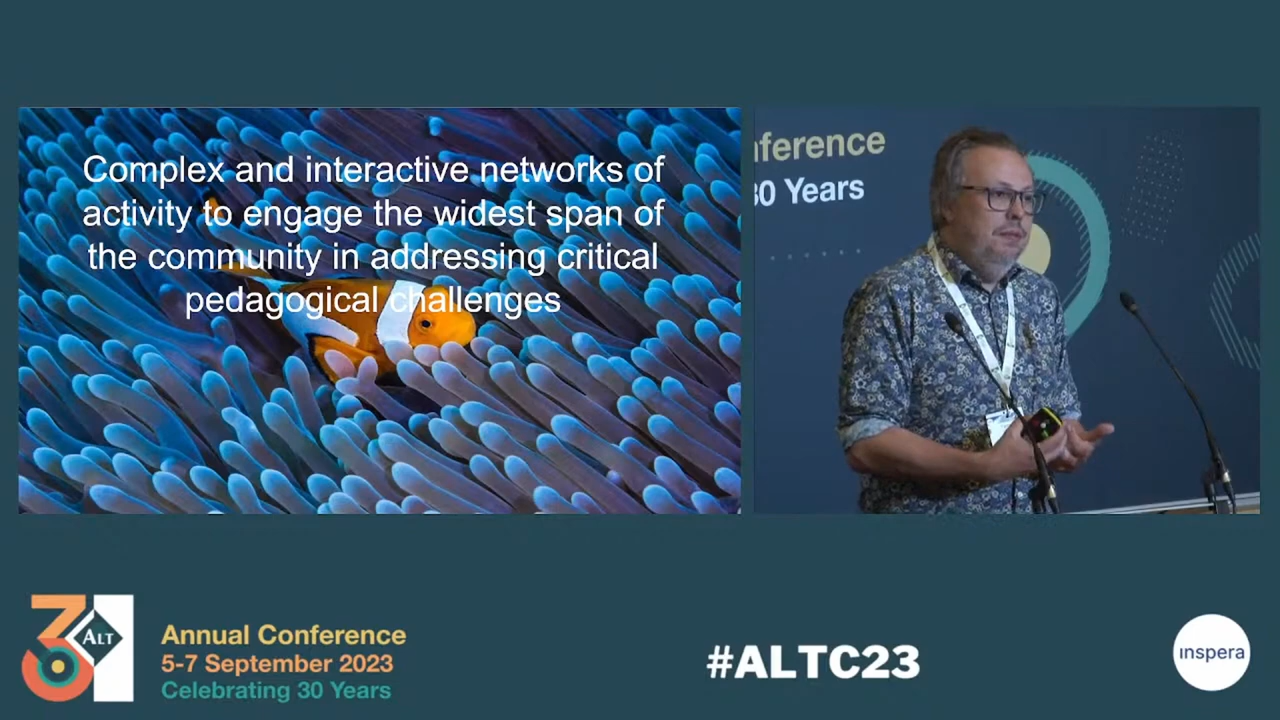 Complex and interactive networks of
activity to engage the widest span of
the community in addressing critical
pedagogical challenges
30 Years
ALT
Annual Conference
5-7 September 2023
Celebrating 30 Years
#ALTC23
inspera